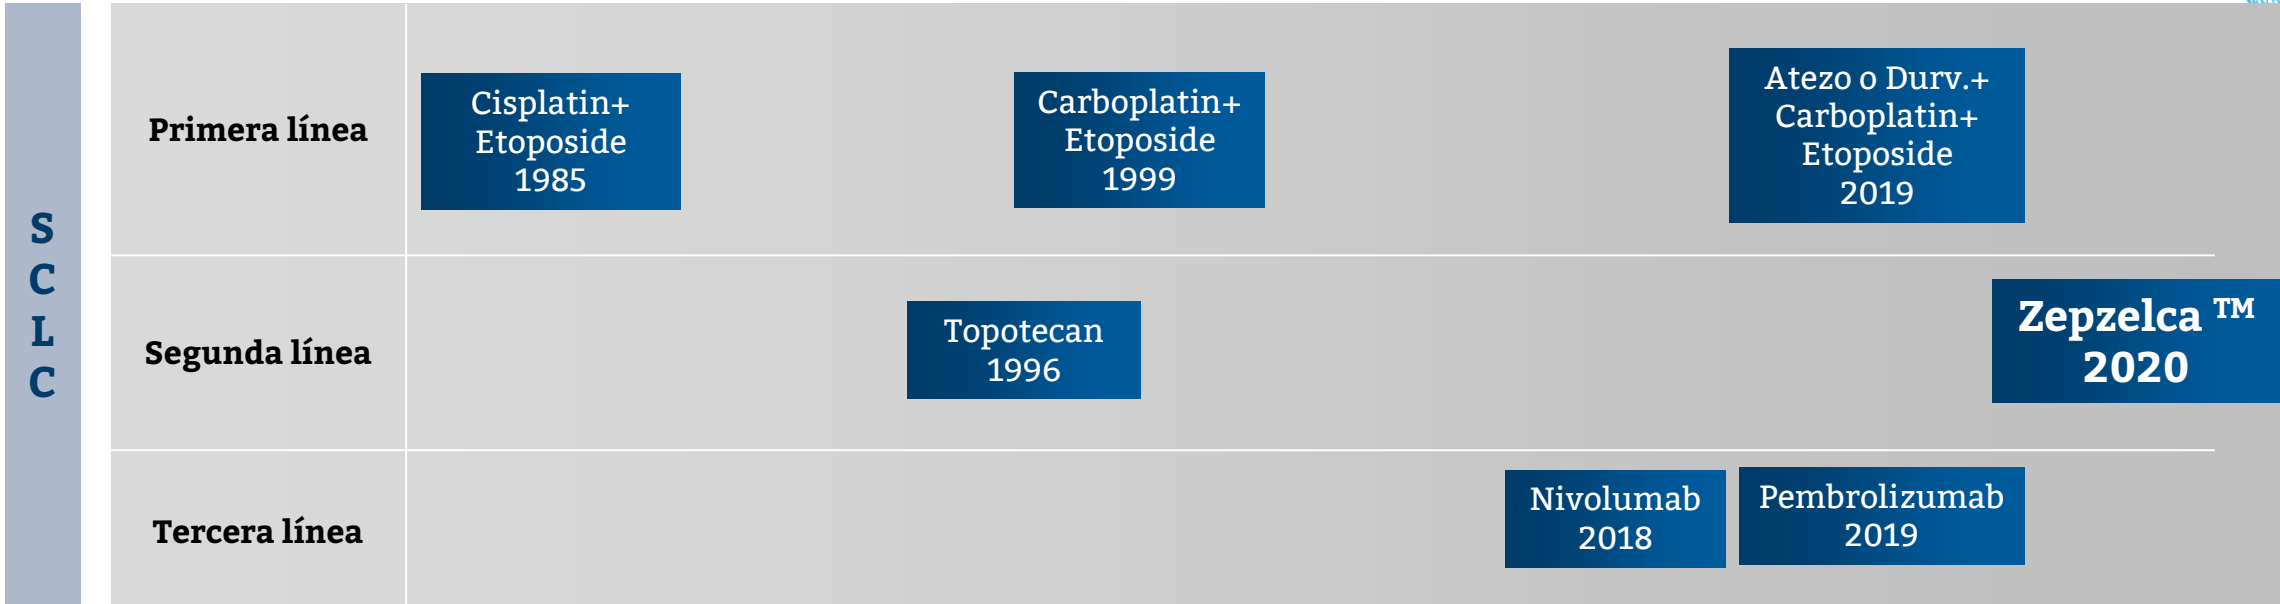 S
C
L
C
Primera línea
Cisplatin+
Etoposide
1985
Carboplatin+
Etoposide
1999
Atezo o Durv.+
Carboplatin+
Etoposide
2019
Segunda línea
Topotecan
1996
Zepzelca ™
2020
Tercera línea
Nivolumab
2018
Pembrolizumab
2019